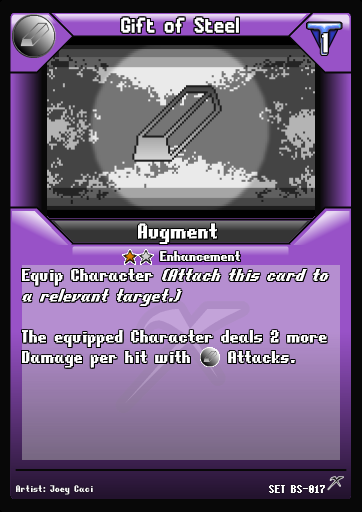 Gift of Steel
1
Augment
Enhancement
Equip Character (Attach this card to
a relevant target.)
The equipped Character deals 2 more
Damage per hit with Attacks.
Artist: Joey Caci
SET BS-017